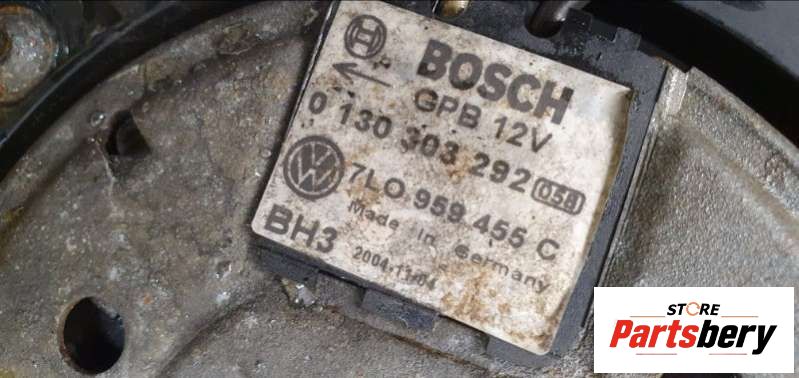 BOSCH
GPB 12V
0 130 303 292 058
7L0 959 455 C
Made in Germany
BH3 2004-11-04
STORE
Partsbery